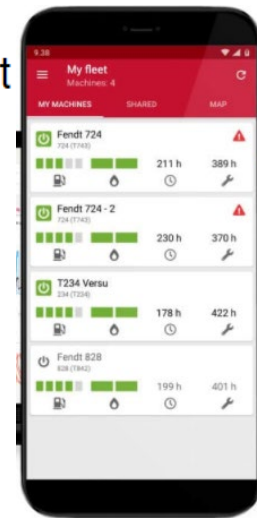 t
9.38
My fleet
Machines: 4
MY MACHINES SHARED MAP
Fendt 724
724 (T743)
211 h 389 h
Fendt 724 - 2
724 (T743)
230 h 370 h
T234 Versu
234 (T234)
178 h 422 h
Fendt 828
828 (T842)
199 h 401 h